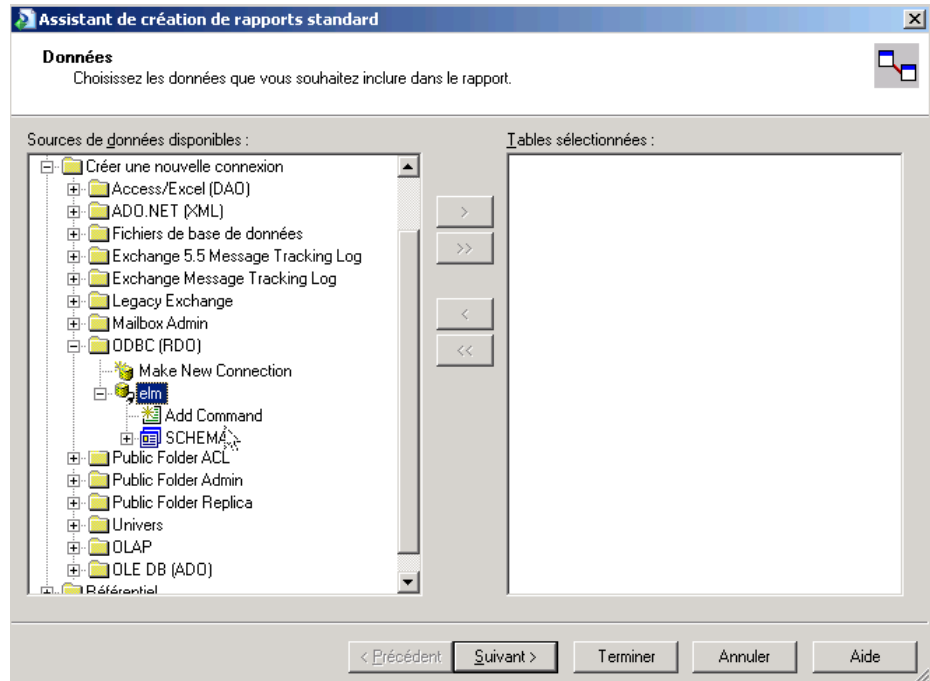 Assistant de création de rapports standard
Données
Choisissez les données que vous souhaitez inclure dans le rapport.
Sources de données disponibles :
Tables sélectionnées :
Créer une nouvelle connexion
Access/Excel (DAO)
ADO.NET (XML)
Fichiers de base de données
Exchange 5.5 Message Tracking Log
Exchange Message Tracking Log
Legacy Exchange
Mailbox Admin
ODBC (RDO)
Make New Connection
elm
Add Command
SCHEMA
Public Folder ACL
Public Folder Admin
Public Folder Replica
Univers
OLAP
OLE DB (ADO)
Référentiel
>
>>
<
<<
< Précédent Suivant > Terminer Annuler Aide